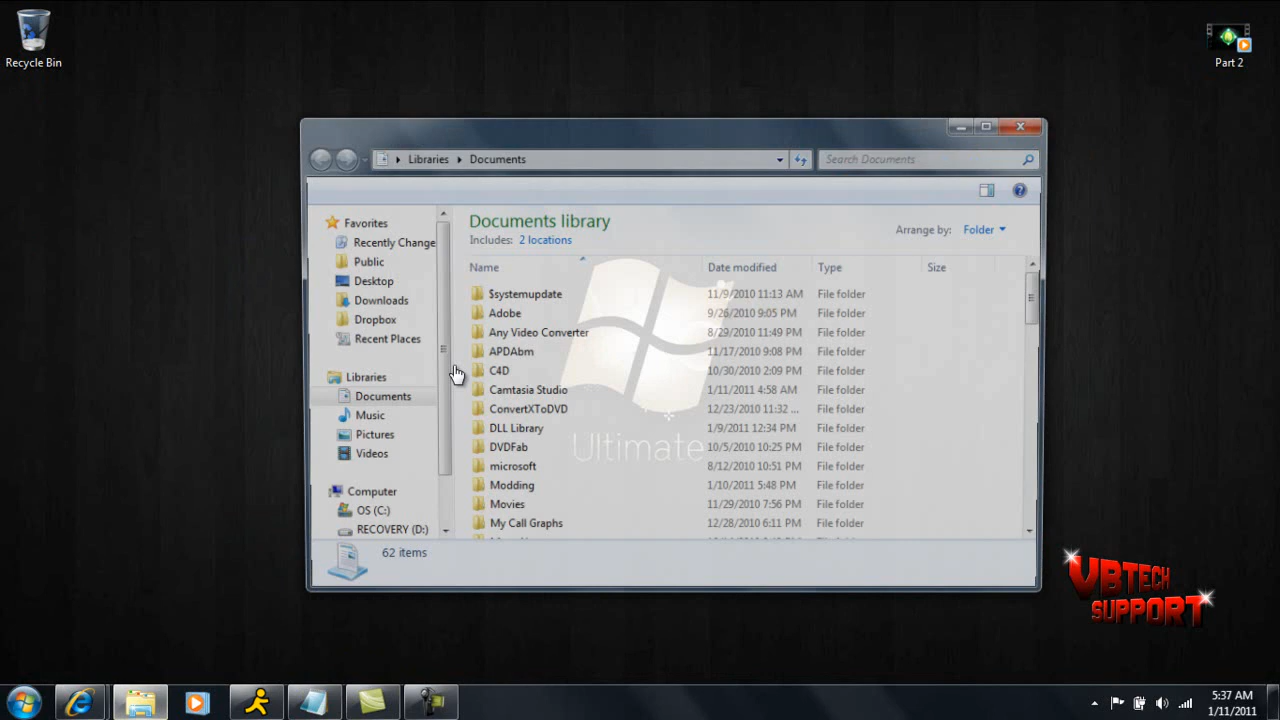 Recycle Bin
Part 2
Libraries Documents
Search Documents
Documents library
Includes: 2 locations
Arrange by: Folder
Name Date modified Type Size
Favorites
Recently Change
Public
Desktop
Downloads
Dropbox
Recent Places
Libraries
Documents
Music
Pictures
Videos
Computer
OS (C:)
RECOVERY (D:)
$systemupdate 11/9/2010 11:13 AM File folder
Adobe 9/26/2010 9:05 PM File folder
Any Video Converter 8/29/2010 11:49 PM File folder
APDAbm 11/17/2010 9:08 PM File folder
C4D 10/30/2010 2:09 PM File folder
Camtasia Studio 1/11/2011 4:58 AM File folder
ConvertXToDVD 12/23/2010 11:32 ... File folder
DLL Library 1/9/2011 12:34 PM File folder
DVDFab 10/5/2010 10:25 PM File folder
microsoft 8/12/2010 10:51 PM File folder
Modding 1/10/2011 5:48 PM File folder
Movies 11/29/2010 7:56 PM File folder
My Call Graphs 12/28/2010 6:11 PM File folder
Ultimate
62 items
VBTECH
SUPPORT
5:37 AM
1/11/2011